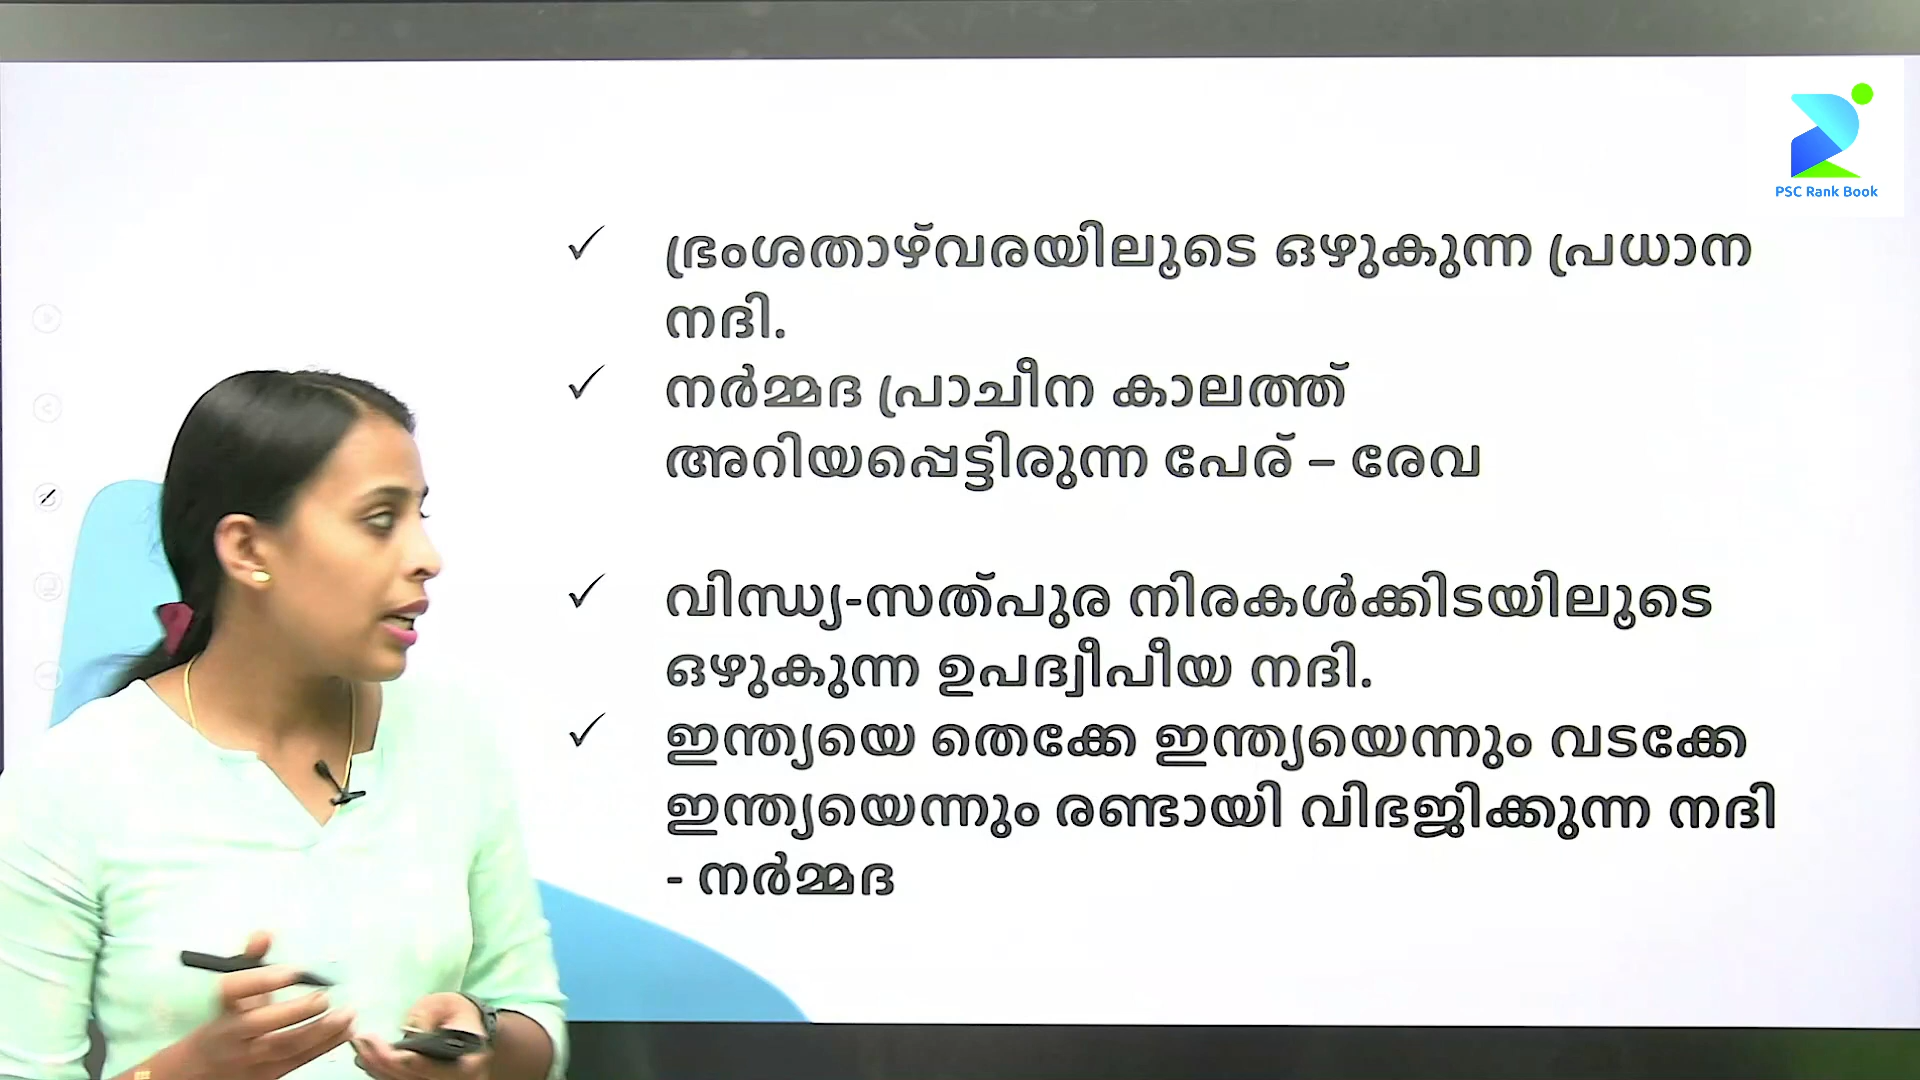 PSC Rank Book
✓ ഭ്രംശതാഴ്‌വരയിലൂടെ ഒഴുകുന്ന പ്രധാന
നദി.
✓ നർമ്മദ പ്രാചീന കാലത്ത്
അറിയപ്പെട്ടിരുന്ന പേര് – രേവ
✓ വിന്ധ്യ-സത്പുര നിരകൾക്കിടയിലൂടെ
ഒഴുകുന്ന ഉപദ്വീപീയ നദി.
✓ ഇന്ത്യയെ തെക്കേ ഇന്ത്യയെന്നും വടക്കേ
ഇന്ത്യയെന്നും രണ്ടായി വിഭജിക്കുന്ന നദി
- നർമ്മദ